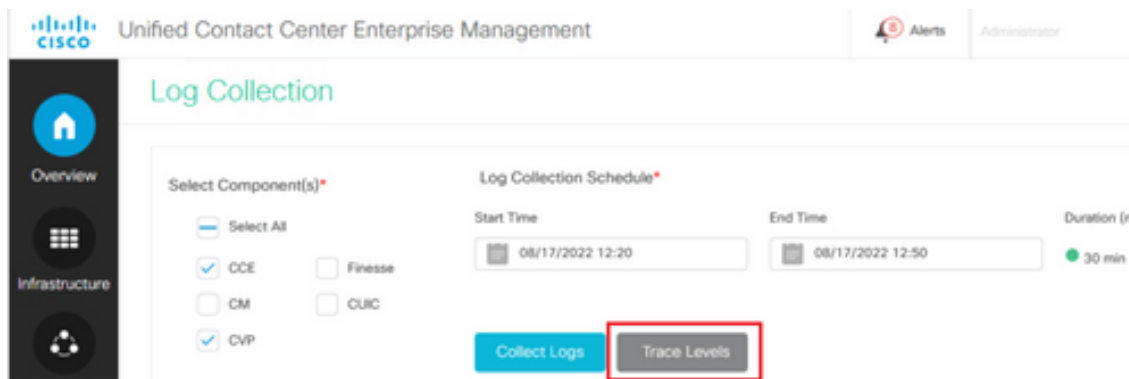 CISCO
Unified Contact Center Enterprise Management
8
Alerts
Administrator
Log Collection
Overview
Infrastructure
Select Component(s)*
Select All
CCE
Finesse
CM
CUIC
CVP
Log Collection Schedule*
Start Time
End Time
Duration
08/17/2022 12:20
08/17/2022 12:50
30 min
Collect Logs
Trace Levels